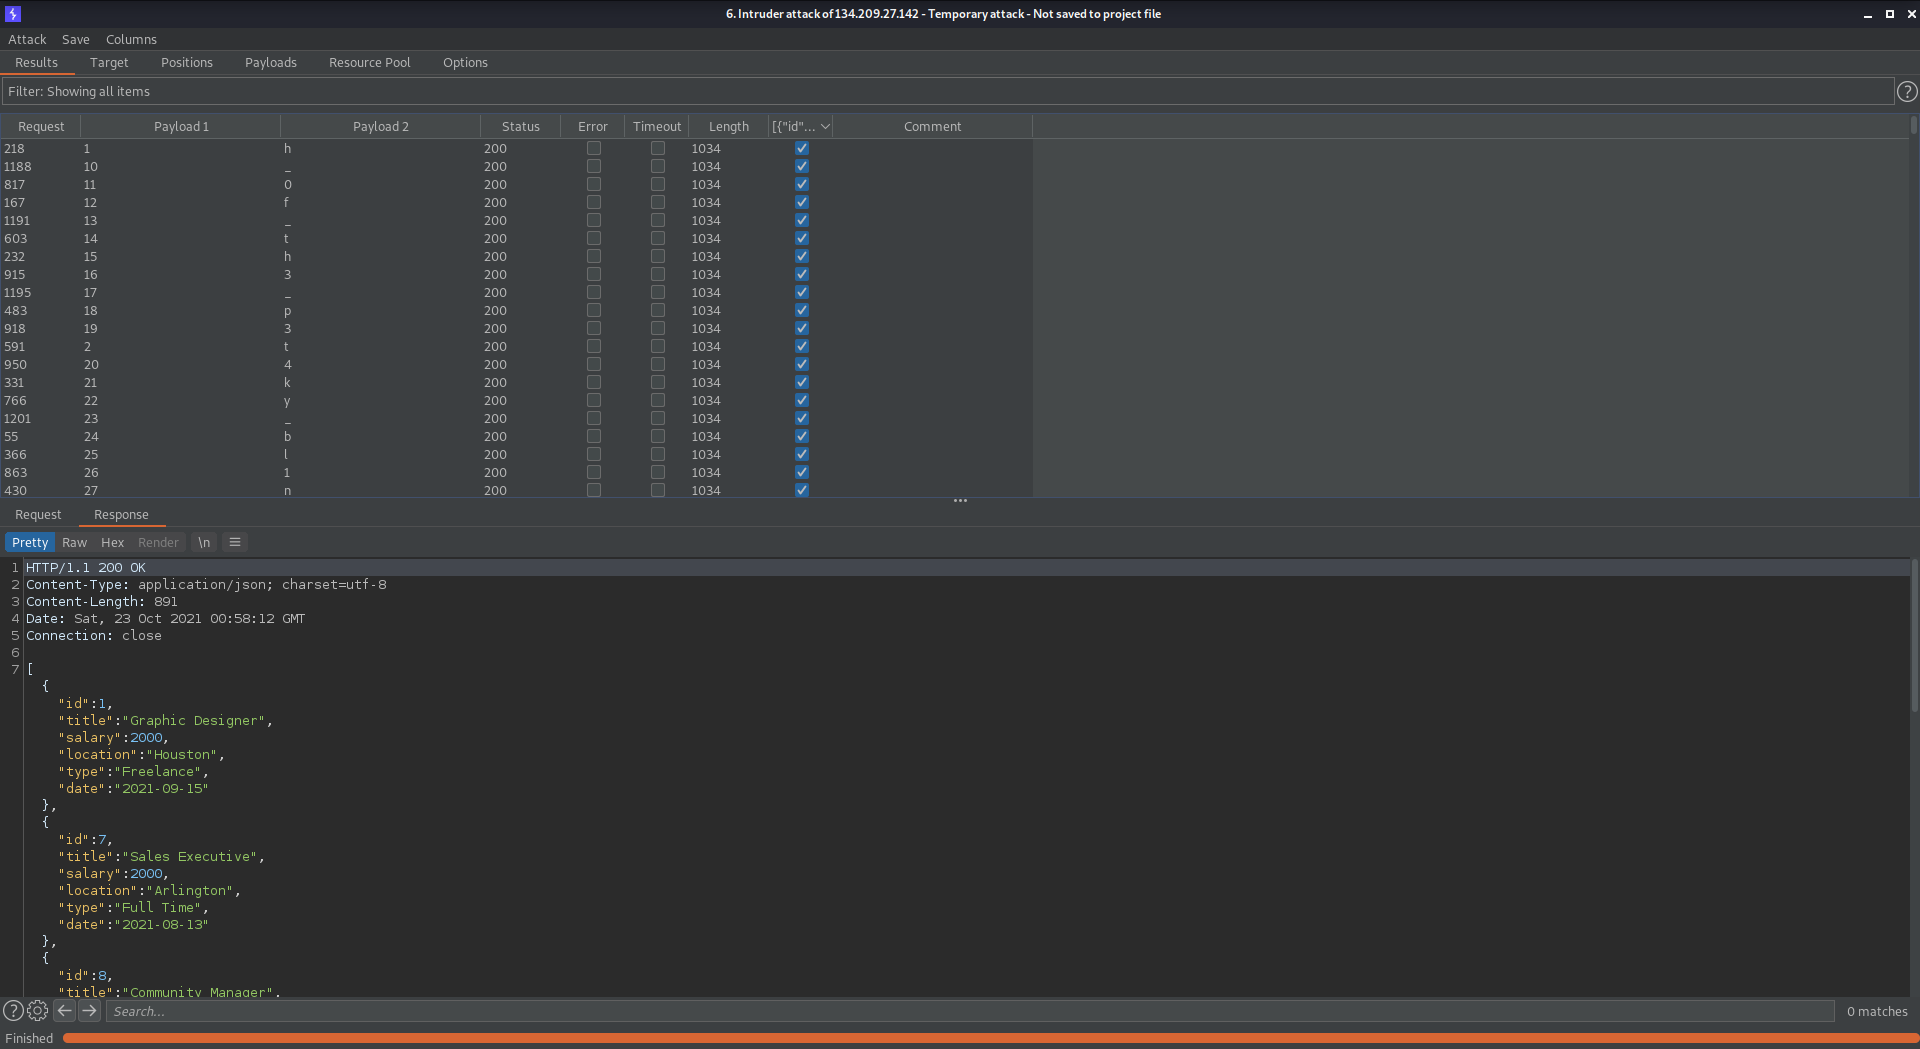 6. Intruder attack of 134.209.27.142 - Temporary attack - Not saved to project file
Attack Save Columns
Results Target Positions Payloads Resource Pool Options
Filter: Showing all items
Request Payload 1 Payload 2 Status Error Timeout Length [{"id"... Comment
218 1 h 200 1034
1188 10 _ 200 1034
817 11 0 200 1034
167 12 f 200 1034
1191 13 _ 200 1034
603 14 t 200 1034
232 15 h 200 1034
915 16 3 200 1034
1195 17 _ 200 1034
483 18 p 200 1034
918 19 3 200 1034
591 2 t 200 1034
950 20 4 200 1034
331 21 k 200 1034
766 22 y 200 1034
1201 23 _ 200 1034
55 24 b 200 1034
366 25 l 200 1034
863 26 1 200 1034
430 27 n 200 1034
Request Response
Pretty Raw Hex Render \n
1 HTTP/1.1 200 OK
2 Content-Type: application/json; charset=utf-8
3 Content-Length: 891
4 Date: Sat, 23 Oct 2021 00:58:12 GMT
5 Connection: close
6
7 [
{
"id":1,
"title":"Graphic Designer",
"salary":2000,
"location":"Houston",
"type":"Freelance",
"date":"2021-09-15"
},
{
"id":7,
"title":"Sales Executive",
"salary":2000,
"location":"Arlington",
"type":"Full Time",
"date":"2021-08-13"
},
{
"id":8,
"title":"Community Manager",
Search...
0 matches
Finished